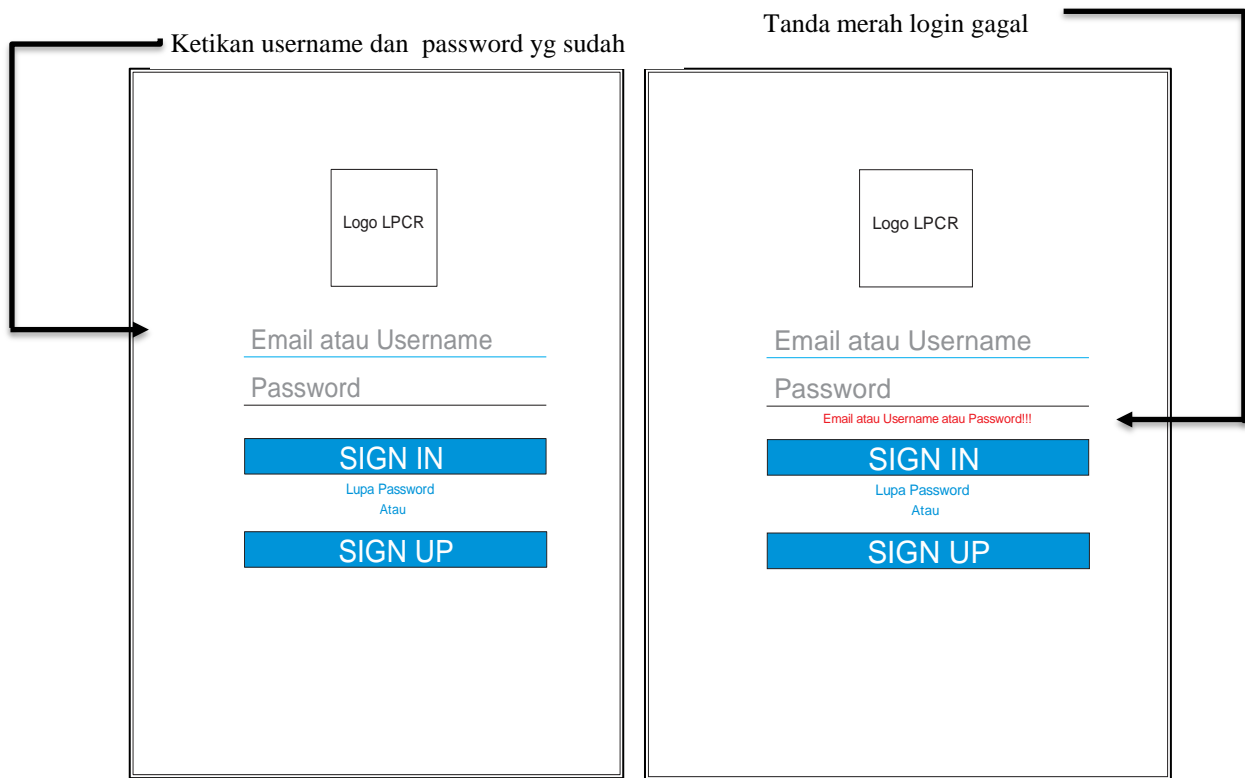 Ketikan username dan password yg sudah
Tanda merah login gagal
Logo LPCR
Email atau Username
Password
SIGN IN
Lupa Password
Atau
SIGN UP
Logo LPCR
Email atau Username
Password
Email atau Username atau Password!!!
SIGN IN
Lupa Password
Atau
SIGN UP